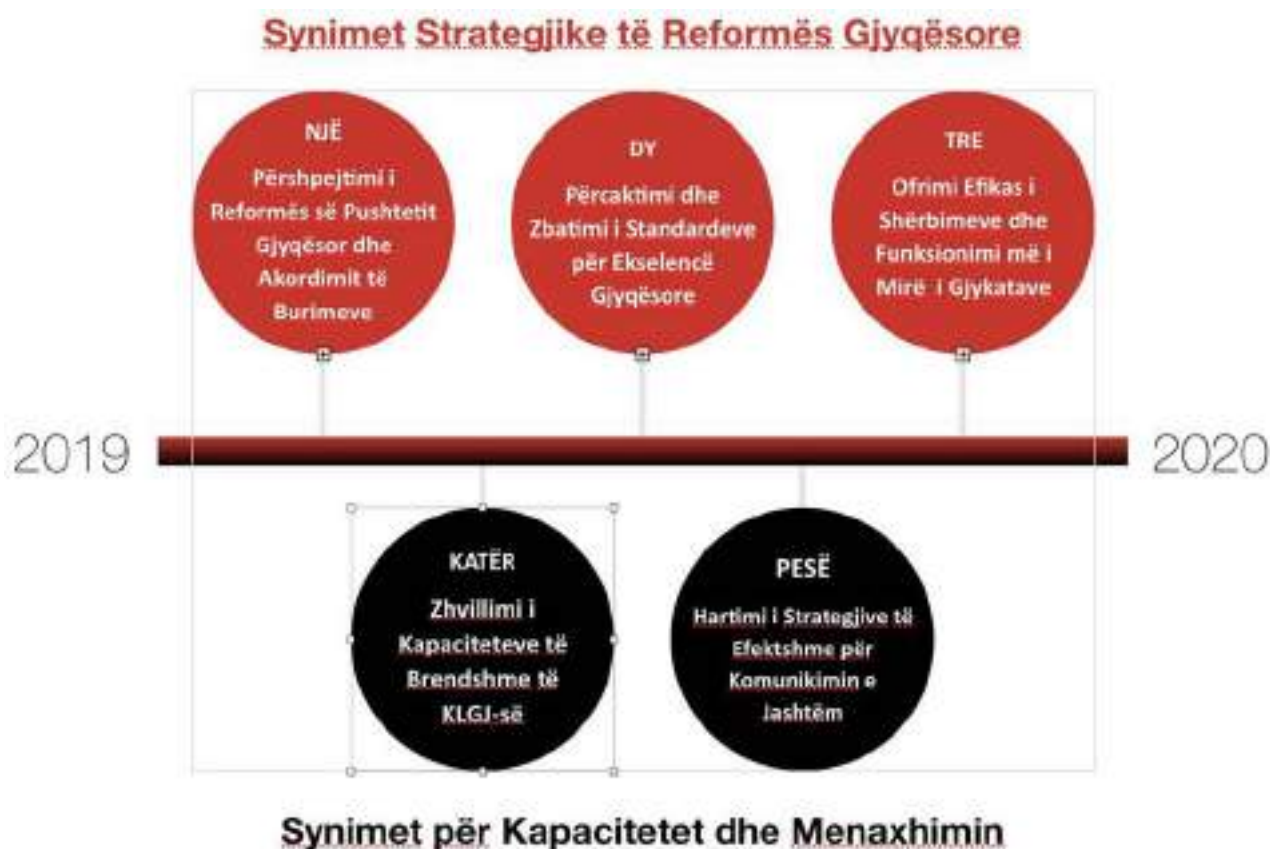 Synimet Strategjike të Reformës Gjyqësore
NJË
Përshpejtimi i
Reformës së Pushtetit
Gjyqësor dhe
Akordimit të
Burimeve
DY
Përcaktimi dhe
Zbatimi i Standardeve
për Ekselencë
Gjyqësore
TRE
Ofrimi Efikas i
Shërbimeve dhe
Funksionimi më i
Mirë i Gjykatave
2019
2020
KATËR
Zhvillimi i
Kapaciteteve të
Brendshme të
KLGJ-së
PESË
Hartimi i Strategjive të
Efektshme për
Komunikimin e
Jashtëm
Synimet për Kapacitetet dhe Menaxhimin